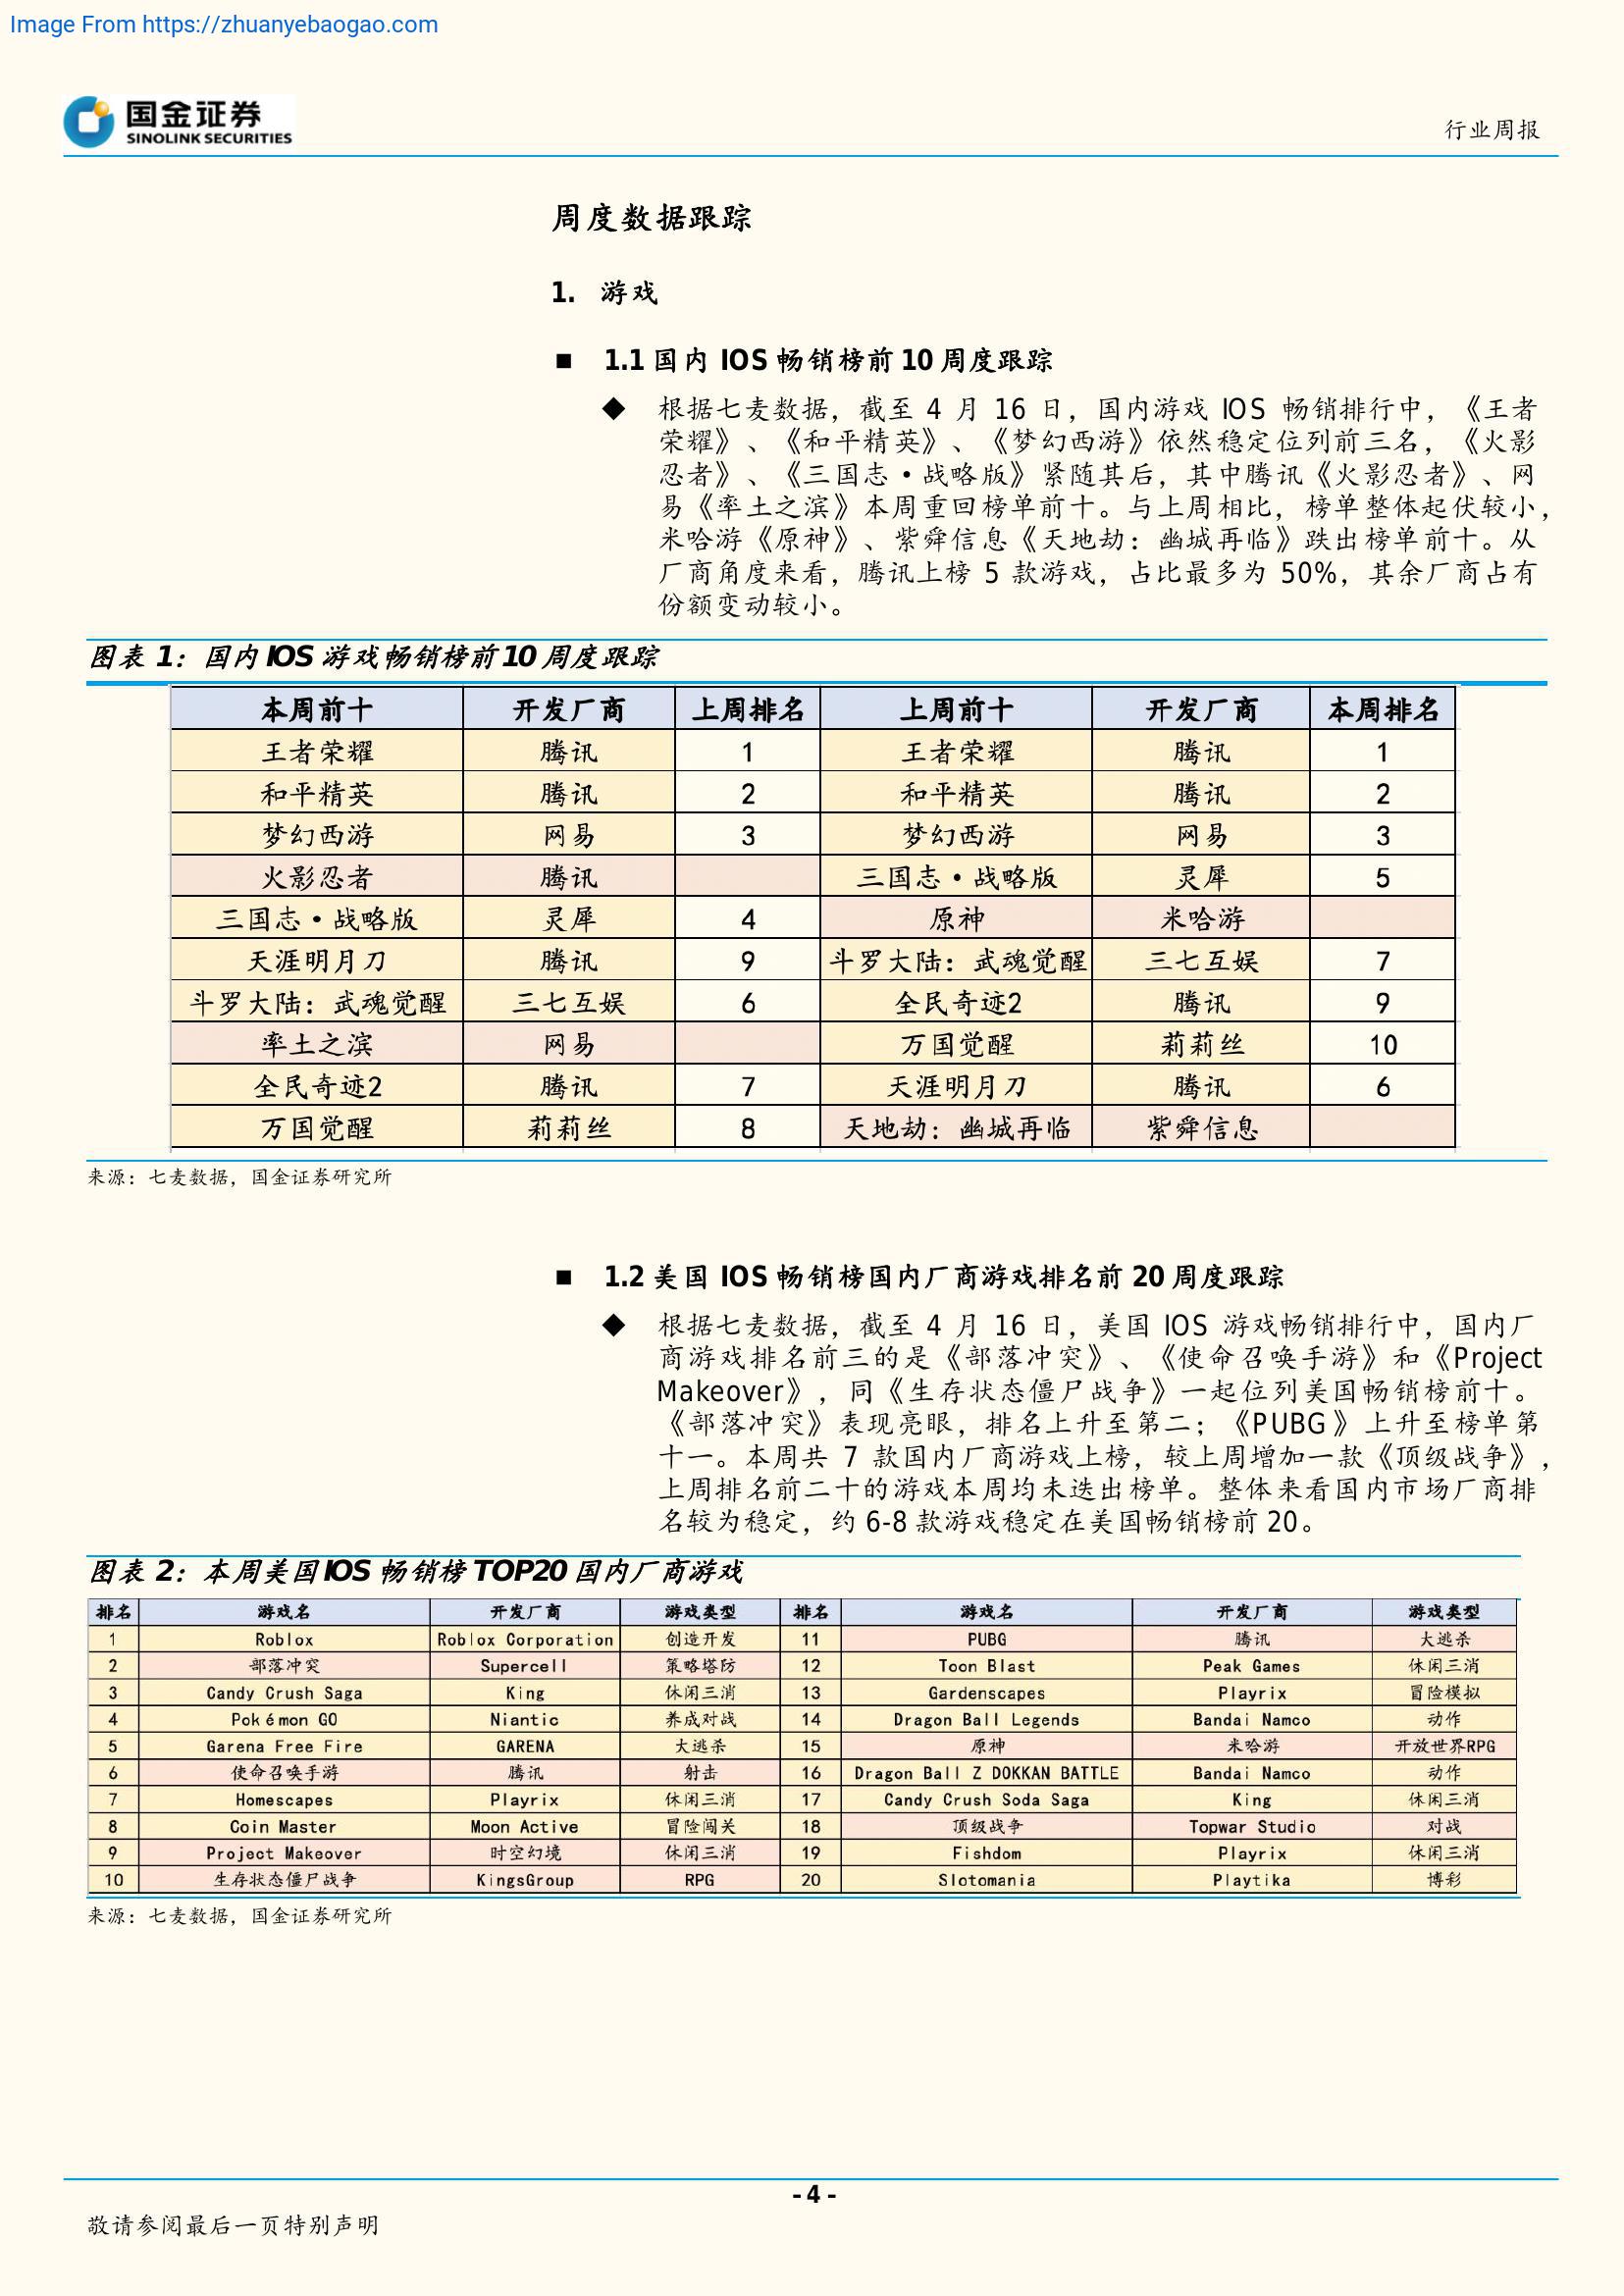 Image From https://zhuanyebaogao.com
国金证券
SINOLINK SECURITIES
行业周报
周度数据跟踪
1. 游戏
■ 1.1 国内 IOS 畅销榜前 10 周度跟踪
◆ 根据七麦数据，截至 4 月 16 日，国内游戏 IOS 畅销排行中，《王者
荣耀》、《和平精英》、《梦幻西游》依然稳定位列前三名，《火影
忍者》、《三国志·战略版》紧随其后，其中腾讯《火影忍者》、网
易《率土之滨》本周重回榜单前十。与上周相比，榜单整体起伏较小，
米哈游《原神》、紫舜信息《天地劫：幽城再临》跌出榜单前十。从
厂商角度来看，腾讯上榜 5 款游戏，占比最多为 50%，其余厂商占有
份额变动较小。
图表 1：国内 IOS 游戏畅销榜前 10 周度跟踪
本周前十 开发厂商 上周排名 上周前十 开发厂商 本周排名
王者荣耀 腾讯 1 王者荣耀 腾讯 1
和平精英 腾讯 2 和平精英 腾讯 2
梦幻西游 网易 3 梦幻西游 网易 3
火影忍者 腾讯 三国志·战略版 灵犀 5
三国志·战略版 灵犀 4 原神 米哈游
天涯明月刀 腾讯 9 斗罗大陆：武魂觉醒 三七互娱 7
斗罗大陆：武魂觉醒 三七互娱 6 全民奇迹2 腾讯 9
率土之滨 网易 万国觉醒 莉莉丝 10
全民奇迹2 腾讯 7 天涯明月刀 腾讯 6
万国觉醒 莉莉丝 8 天地劫：幽城再临 紫舜信息
来源：七麦数据，国金证券研究所
■ 1.2 美国 IOS 畅销榜国内厂商游戏排名前 20 周度跟踪
◆ 根据七麦数据，截至 4 月 16 日，美国 IOS 游戏畅销排行中，国内厂
商游戏排名前三的是《部落冲突》、《使命召唤手游》和《Project
Makeover》，同《生存状态僵尸战争》一起位列美国畅销榜前十。
《部落冲突》表现亮眼，排名上升至第二；《PUBG》上升至榜单第
十一。本周共 7 款国内厂商游戏上榜，较上周增加一款《顶级战争》，
上周排名前二十的游戏本周均未迭出榜单。整体来看国内市场厂商排
名较为稳定，约 6-8 款游戏稳定在美国畅销榜前 20。
图表 2：本周美国 IOS 畅销榜 TOP20 国内厂商游戏
排名 游戏名 开发厂商 游戏类型 排名 游戏名 开发厂商 游戏类型
1 Roblox Roblox Corporation 创造开发 11 PUBG 腾讯 大逃杀
2 部落冲突 Supercell 策略塔防 12 Toon Blast Peak Games 休闲三消
3 Candy Crush Saga King 休闲三消 13 Gardenscapes Playrix 冒险模拟
4 Pokémon GO Niantic 养成对战 14 Dragon Ball Legends Bandai Namco 动作
5 Garena Free Fire GARENA 大逃杀 15 原神 米哈游 开放世界RPG
6 使命召唤手游 腾讯 射击 16 Dragon Ball Z DOKKAN BATTLE Bandai Namco 动作
7 Homescapes Playrix 休闲三消 17 Candy Crush Soda Saga King 休闲三消
8 Coin Master Moon Active 冒险闯关 18 顶级战争 Topwar Studio 对战
9 Project Makeover 时空幻境 休闲三消 19 Fishdom Playrix 休闲三消
10 生存状态僵尸战争 KingsGroup RPG 20 Slotomania Playtika 博彩
来源：七麦数据，国金证券研究所
- 4 -
敬请参阅最后一页特别声明